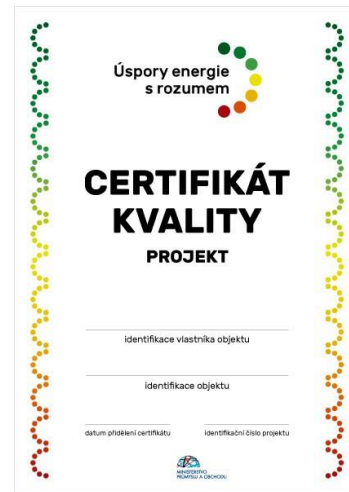 Úspory energie
s rozumem
CERTIFIKÁT
KVALITY
PROJEKT
identifikace vlastníka objektu
identifikace objektu
datum přidělení certifikátu
identifikační číslo projektu
MINISTERSTVO
PRŮMYSLU A OBCHODU